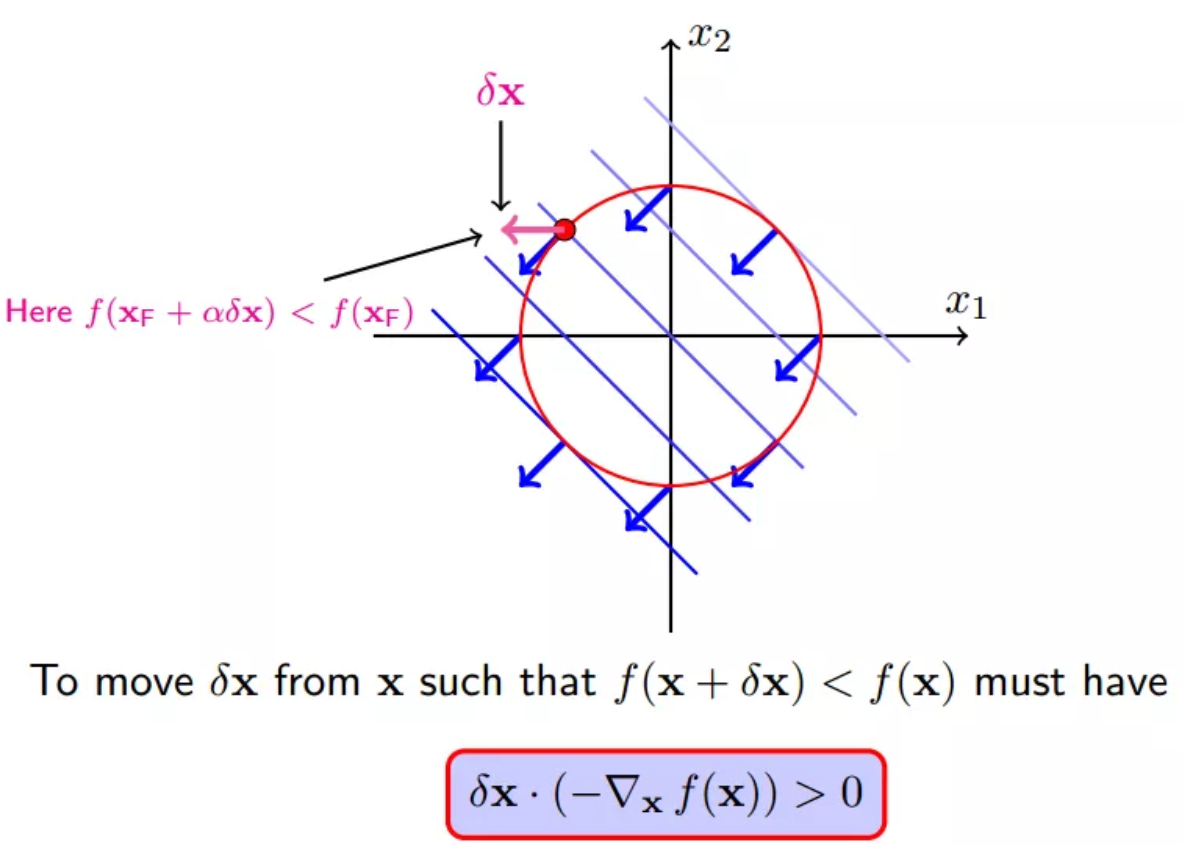 x₂
δx
x₁
Here f(x_F + αδx) < f(x_F)
To move δx from x such that f(x + δx) < f(x) must have
δx · (−∇ₓ f(x)) > 0